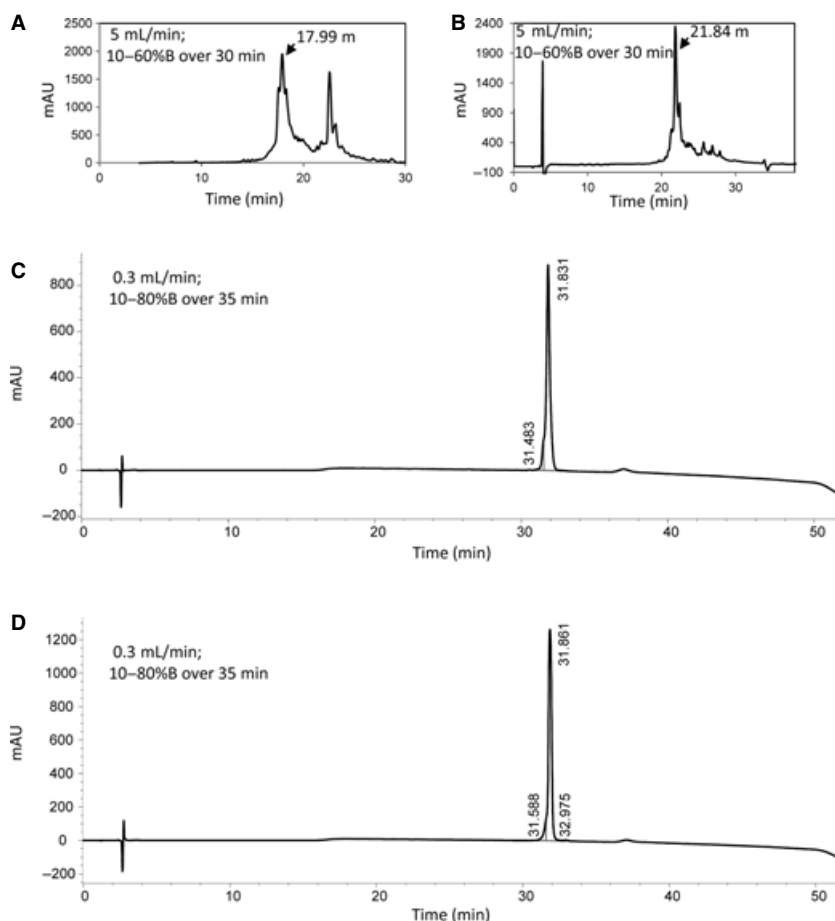 A
5 mL/min;
10–60%B over 30 min
17.99 m
2500
2000
1500
1000
500
0
mAU
0 10 20 30
Time (min)
B
5 mL/min;
10–60%B over 30 min
21.84 m
2400
1900
1400
900
400
–100
mAU
0 10 20 30
Time (min)
C
0.3 mL/min;
10–80%B over 35 min
800
600
400
200
0
–200
mAU
31.483
31.831
0 10 20 30 40 50
Time (min)
D
0.3 mL/min;
10–80%B over 35 min
1200
1000
800
600
400
200
0
–200
mAU
31.588
31.861
32.975
0 10 20 30 40 50
Time (min)